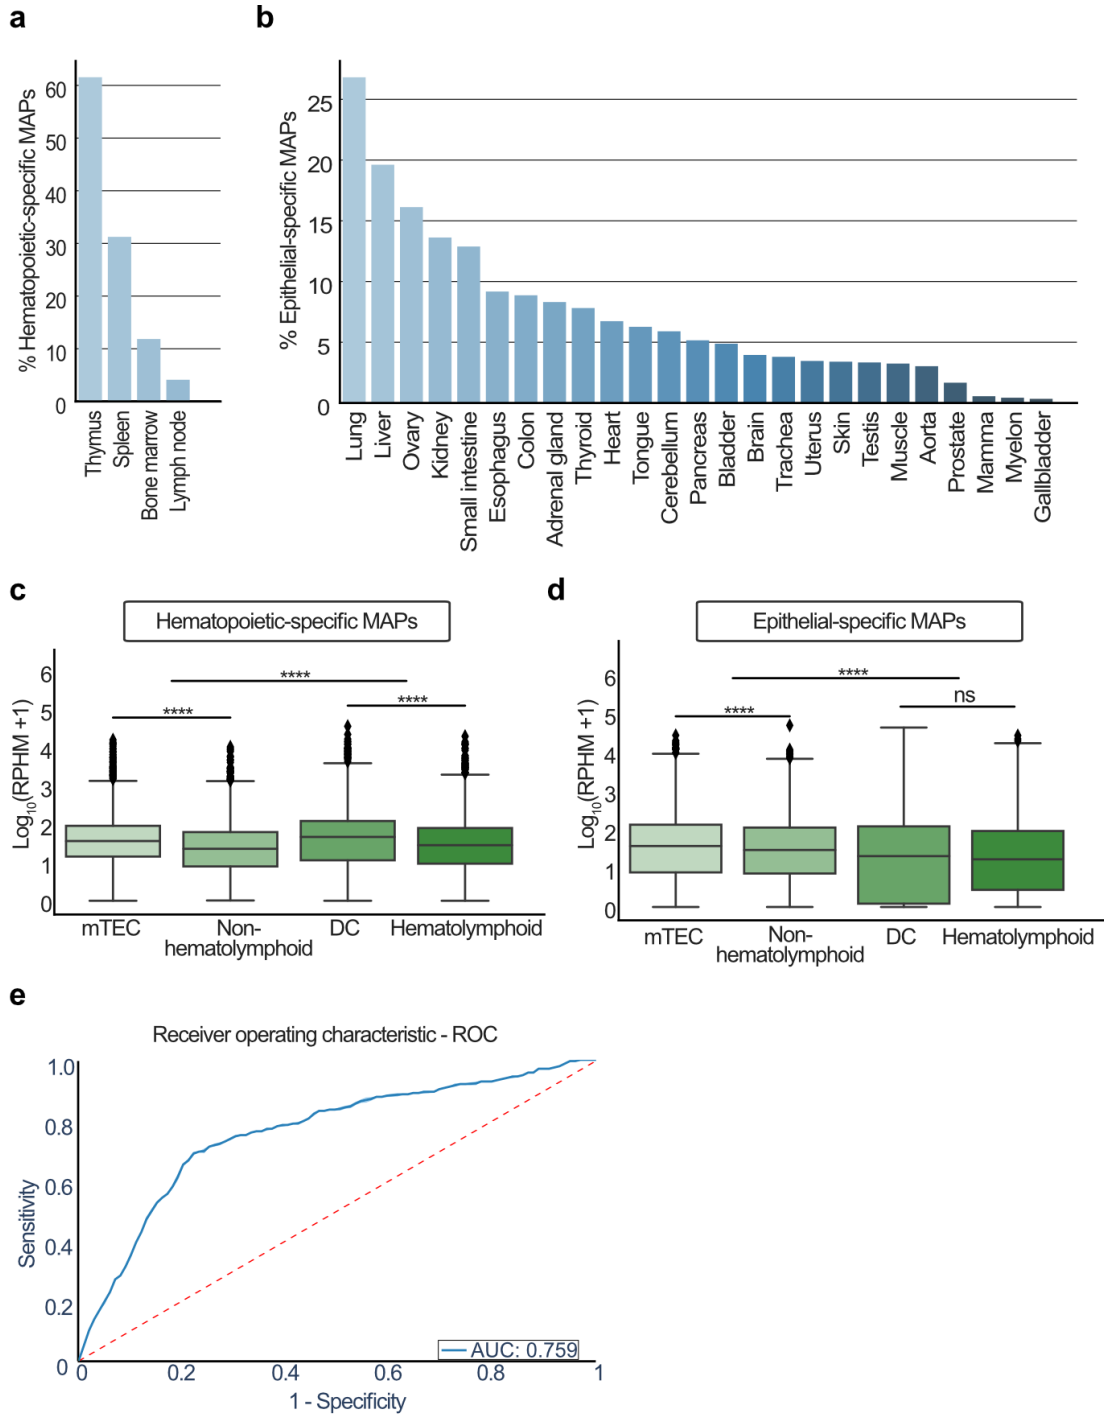 a
b
% Hematopoietic-specific MAPs
60
50
40
30
20
10
0
Thymus
Spleen
Bone marrow
Lymph node
% Epithelial-specific MAPs
25
20
15
10
5
0
Lung
Liver
Ovary
Kidney
Small intestine
Esophagus
Colon
Adrenal gland
Thyroid
Heart
Tongue
Cerebellum
Pancreas
Bladder
Brain
Trachea
Uterus
Skin
Testis
Muscle
Aorta
Prostate
Mamma
Myelon
Gallbladder
c
Hematopoietic-specific MAPs
Log10(RPHM +1)
6
5
4
3
2
1
0
****
****
****
mTEC
Non-
hematolymphoid
DC
Hematolymphoid
d
Epithelial-specific MAPs
Log10(RPHM +1)
6
5
4
3
2
1
0
****
****
ns
mTEC
Non-
hematolymphoid
DC
Hematolymphoid
e
Receiver operating characteristic - ROC
Sensitivity
1.0
0.8
0.6
0.4
0.2
0
AUC: 0.759
0
0.2
0.4
0.6
0.8
1
1 - Specificity